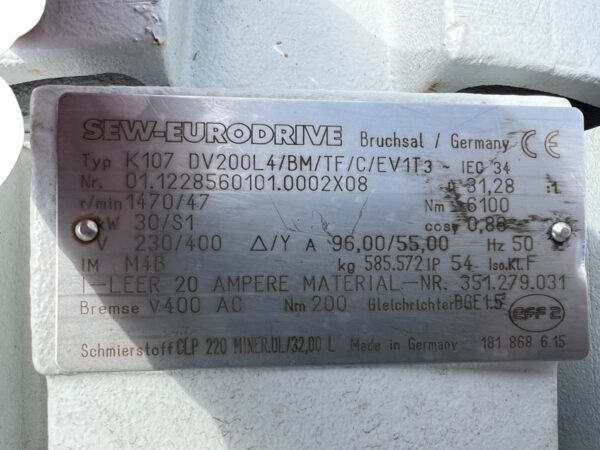 SEW-EURODRIVE Bruchsal / Germany CE
Typ K107 DV200L4/BM/TF/C/EV1T3 ~ IEC 34
Nr. 01.1228560101.0002X08 31,28 :1
r/min 1470/47 Nm 6100
kW 30/S1 cosφ 0,86
V 230/400 Δ/Y A 96,00/55,00 Hz 50
IM M4B kg 585.572 IP 54 Iso.Kl. F
I-LEER 20 AMPERE MATERIAL-NR. 351.279.031
Bremse V 400 AC Nm 200 Gleichrichter BGE1.5
EFF 2
Schmierstoff CLP 220 MINER.ÖL/32,00 L Made in Germany 181 868 6.15